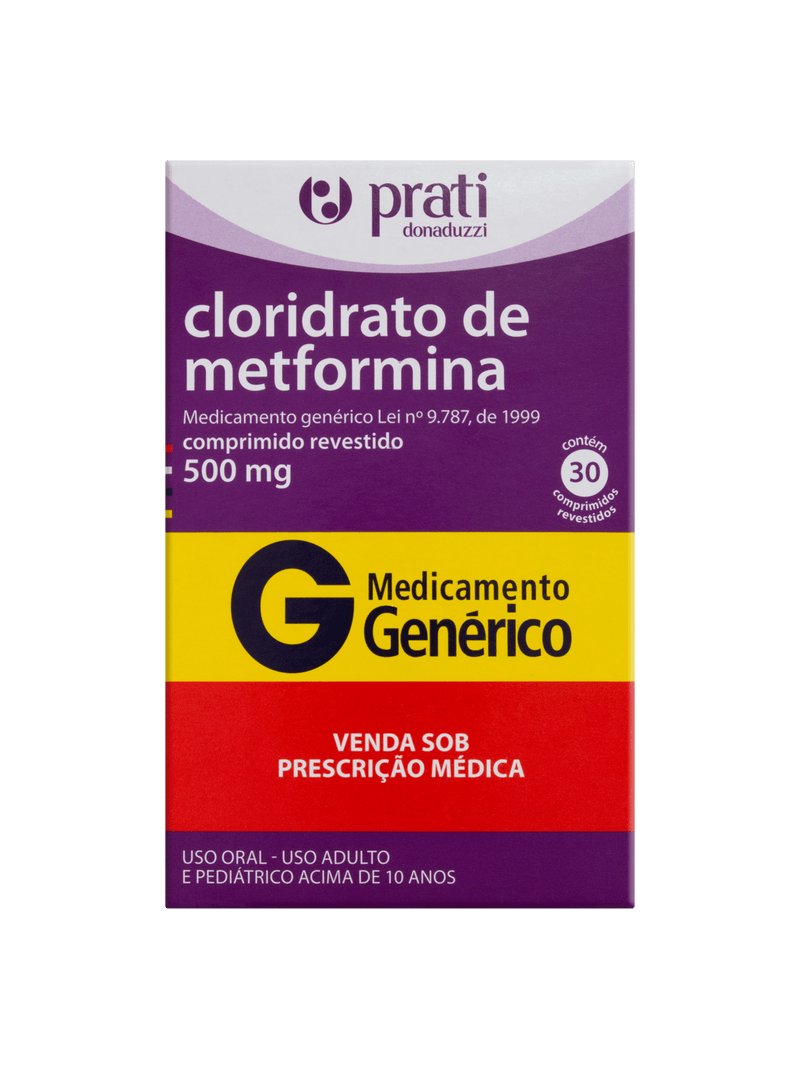 prati
donaduzzi
cloridrato de
metformina
Medicamento genérico Lei nº 9.787, de 1999
comprimido revestido
500 mg
contém
30
comprimidos
revestidos
G Medicamento
Genérico
VENDA SOB
PRESCRIÇÃO MÉDICA
USO ORAL - USO ADULTO
E PEDIÁTRICO ACIMA DE 10 ANOS